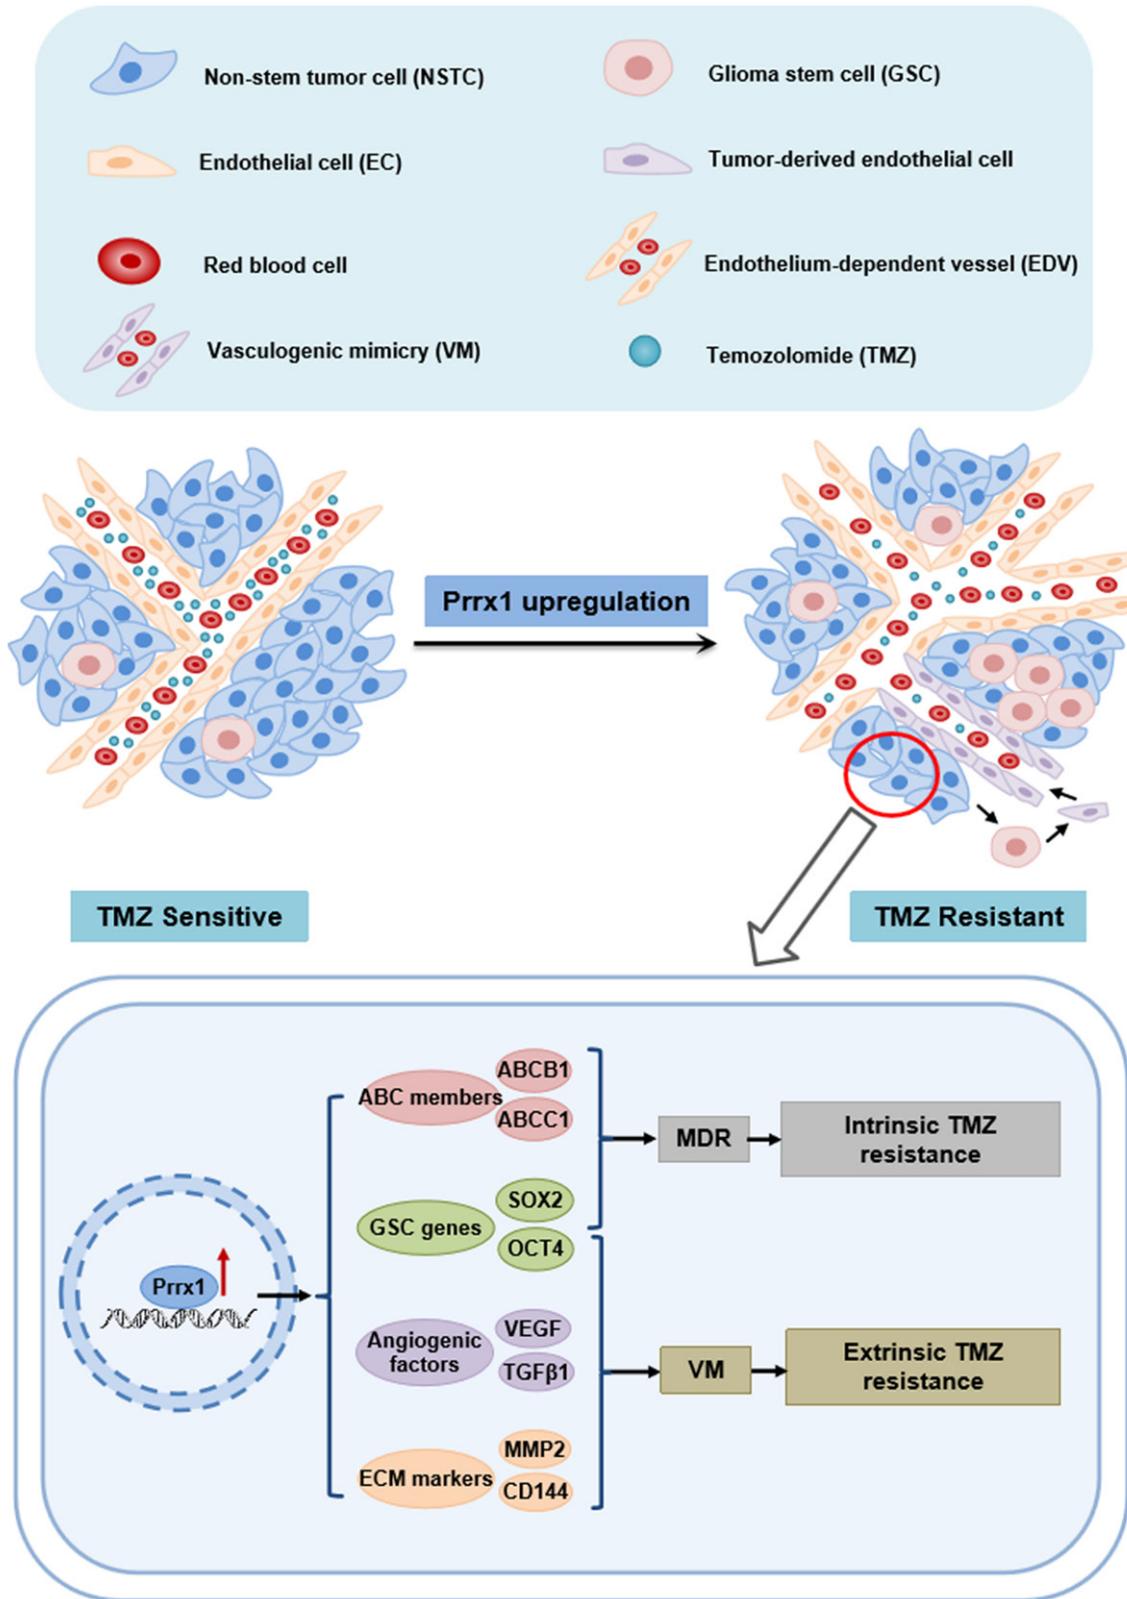 Non-stem tumor cell (NSTC)
Glioma stem cell (GSC)
Endothelial cell (EC)
Tumor-derived endothelial cell
Red blood cell
Endothelium-dependent vessel (EDV)
Vasculogenic mimicry (VM)
Temozolomide (TMZ)
Prrx1 upregulation
TMZ Sensitive
TMZ Resistant
ABC members
ABCB1
ABCC1
MDR
Intrinsic TMZ
resistance
GSC genes
SOX2
OCT4
Prrx1
Angiogenic
factors
VEGF
TGFβ1
VM
Extrinsic TMZ
resistance
ECM markers
MMP2
CD144